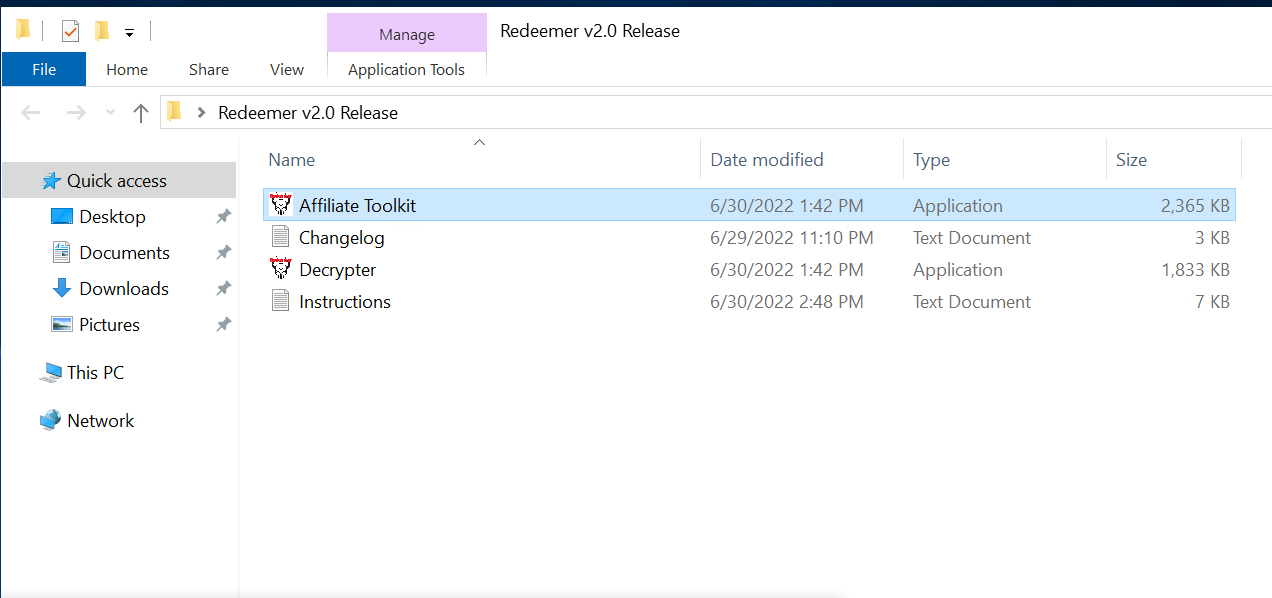 Manage
Redeemer v2.0 Release
File
Home
Share
View
Application Tools
Redeemer v2.0 Release
Name
Date modified
Type
Size
Quick access
Desktop
Documents
Downloads
Pictures
This PC
Network
Affiliate Toolkit 6/30/2022 1:42 PM Application 2,365 KB
Changelog 6/29/2022 11:10 PM Text Document 3 KB
Decrypter 6/30/2022 1:42 PM Application 1,833 KB
Instructions 6/30/2022 2:48 PM Text Document 7 KB